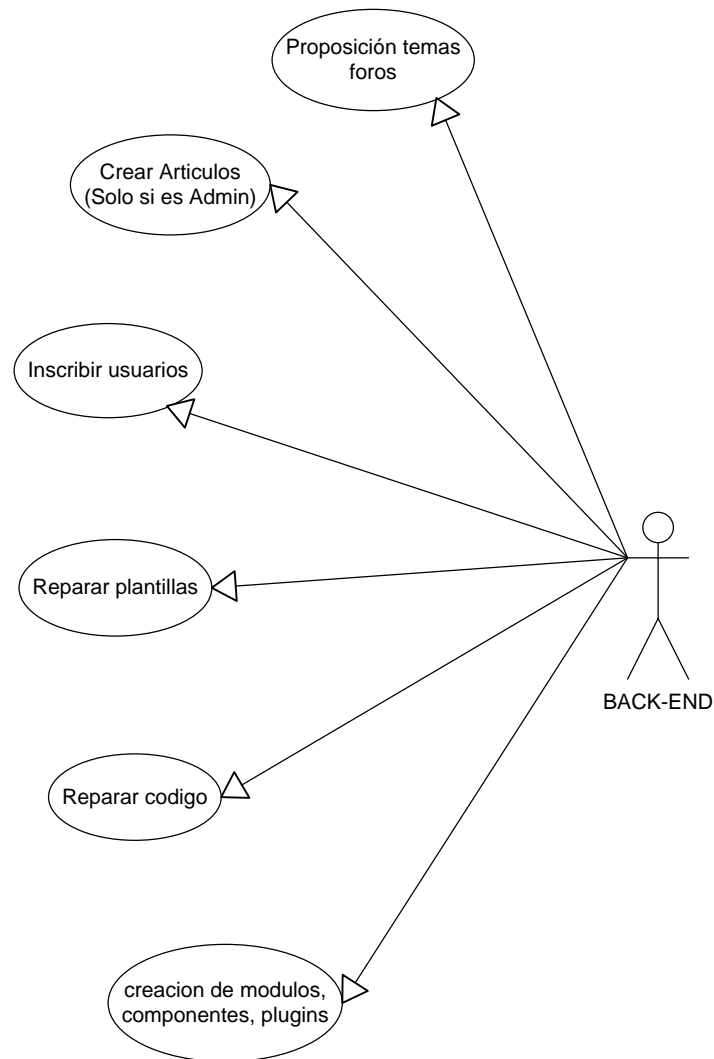 Proposición temas
foros
Crear Articulos
(Solo si es Admin)
Inscribir usuarios
Reparar plantillas
BACK-END
Reparar codigo
creacion de modulos,
componentes, plugins